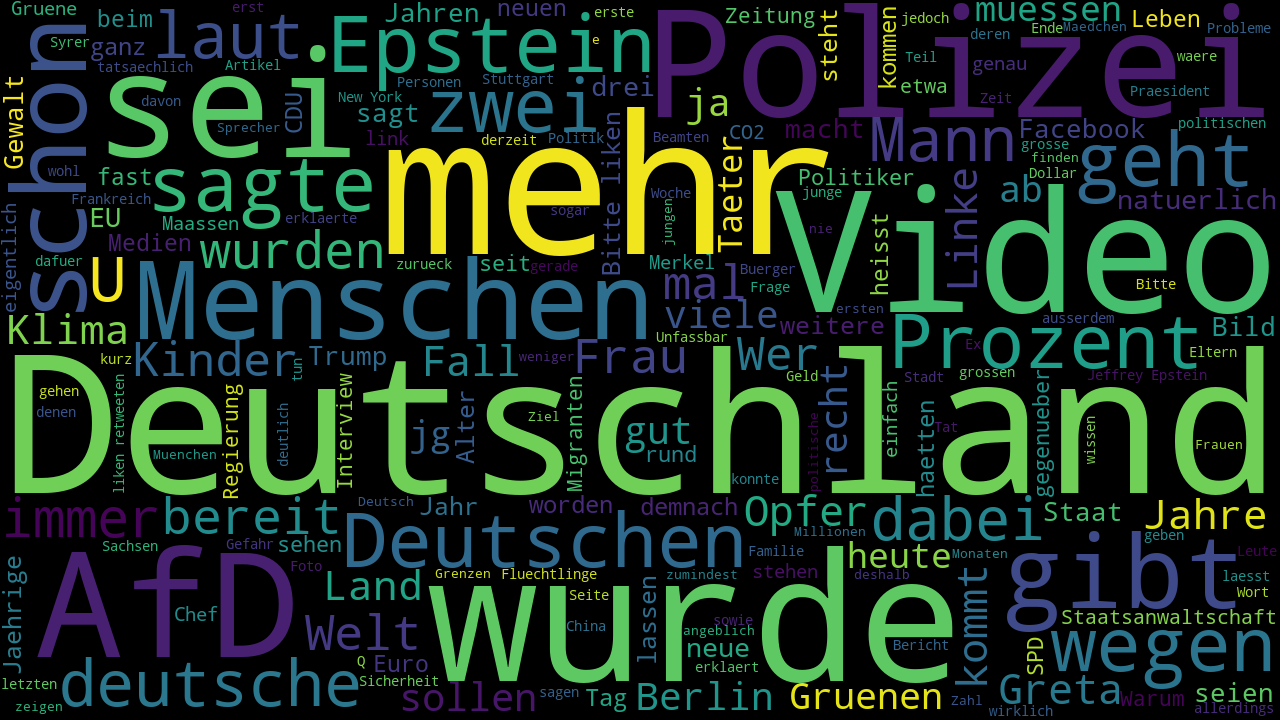 Gruene
beim
erst
Jahren
neuen
erste
Zeitung
steht
kommen
jedoch
muessen
Leben
deren
Ende
Maedchen
Probleme
Syrer
ganz
laut
Epstein
e
Polizei
Teil
genau
waere
tatsaechlich
Artikel
schon
sei
Personen
Stuttgart
drei
etwa
Zeit
Praesident
Gewalt
davon
CDU
New York
zwei
ja
Sprecher
sagt
link
derzeit
Politik
Beamten
CO2
macht
Mann
Facebook
politischen
grosse
finden
Dollar
geht
wohl
fast
sagte
mehr
Bitte liken
Taeter
Politiker
junge
ab
natuerlich
Frankreich
EU
Maassen
erklaerte
sogar
Woche
jungen
nie
Video
heisst
Linke
eigentlich
Medien
wurden
dafuer
U
Menschen
zurueck
seit
gerade
Merkel
Buerger
Frage
mal
Bitte
ersten
viele
weitere
ausserdem
Klima
Unfassbar
Prozent
Bild
kurz
Kinder
Trump
Fall
weniger
Frau
Wer
Ex
Eltern
tun
Geld
recht
Stadt
grossen
Jeffrey Epstein
gehen
denen
liken retweeten
Deutschland
Regierung
deutlich
Interview
jg
Alter
Ziel
Migranten
gut
rund
politische
einfach
haetten
Tat
gegenueber
wissen
Frauen
Muenchen
konnte
immer
bereit
Deutsch
Jahr
worden
demnach
Opfer
Millionen
dabei
Staat
Jahre
geben
Sachsen
Gefahr
sehen
Deutschen
Familie
heute
Monaten
gibt
Leute
Foto
Land
Grenzen
Fluechtlinge
zumindest
stehen
deshalb
laesst
Jaehrige
AfD
Chef
wurde
Seite
lassen
sowie
Wort
China
angeblich
kommt
Staatsanwaltschaft
Welt
neue
Bericht
SPD
wegen
Q
Euro
erklaert
letzten
deutsche
Sicherheit
sollen
sagen
Tag
Berlin
Gruenen
Zahl
Greta
Warum
seien
zeigen
wirklich
allerdings